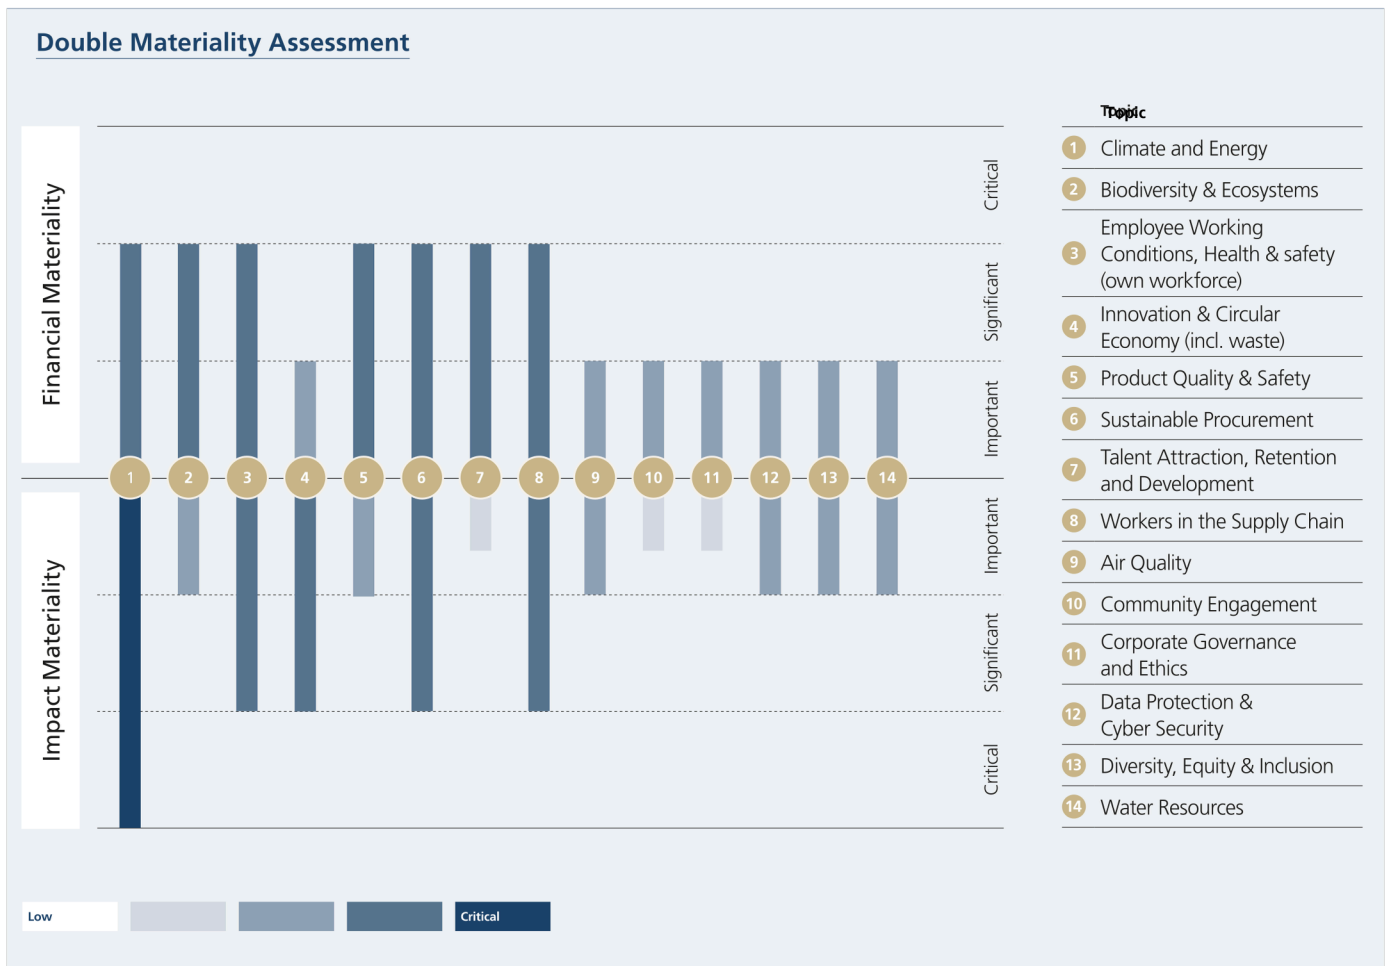 Double Materiality Assessment
Financial Materiality
Impact Materiality
Critical
Significant
Important
Important
Significant
Critical
1 2 3 4 5 6 7 8 9 10 11 12 13 14
Topic
Topic
1 Climate and Energy
2 Biodiversity & Ecosystems
3 Employee Working
Conditions, Health & safety
(own workforce)
4 Innovation & Circular
Economy (incl. waste)
5 Product Quality & Safety
6 Sustainable Procurement
7 Talent Attraction, Retention
and Development
8 Workers in the Supply Chain
9 Air Quality
10 Community Engagement
11 Corporate Governance
and Ethics
12 Data Protection &
Cyber Security
13 Diversity, Equity & Inclusion
14 Water Resources
Low
Critical